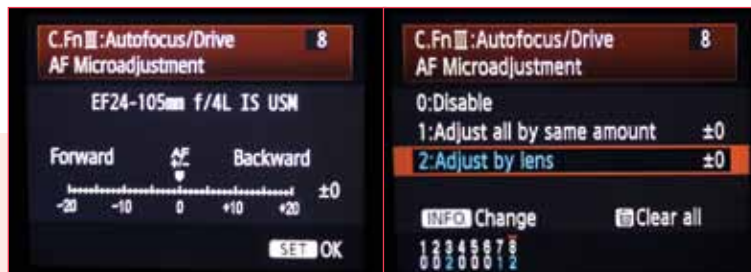 C.Fn III:Autofocus/Drive 8
AF Microadjustment
EF24-105mm f/4L IS USM
Forward AF Backward
±0
-20 -10 0 +10 +20
SET OK
C.Fn III:Autofocus/Drive 8
AF Microadjustment
0:Disable
1:Adjust all by same amount ±0
2:Adjust by lens ±0
INFO. Change Clear all
1 2 3 4 5 6 7 8
0 0 2 0 0 0 1 2